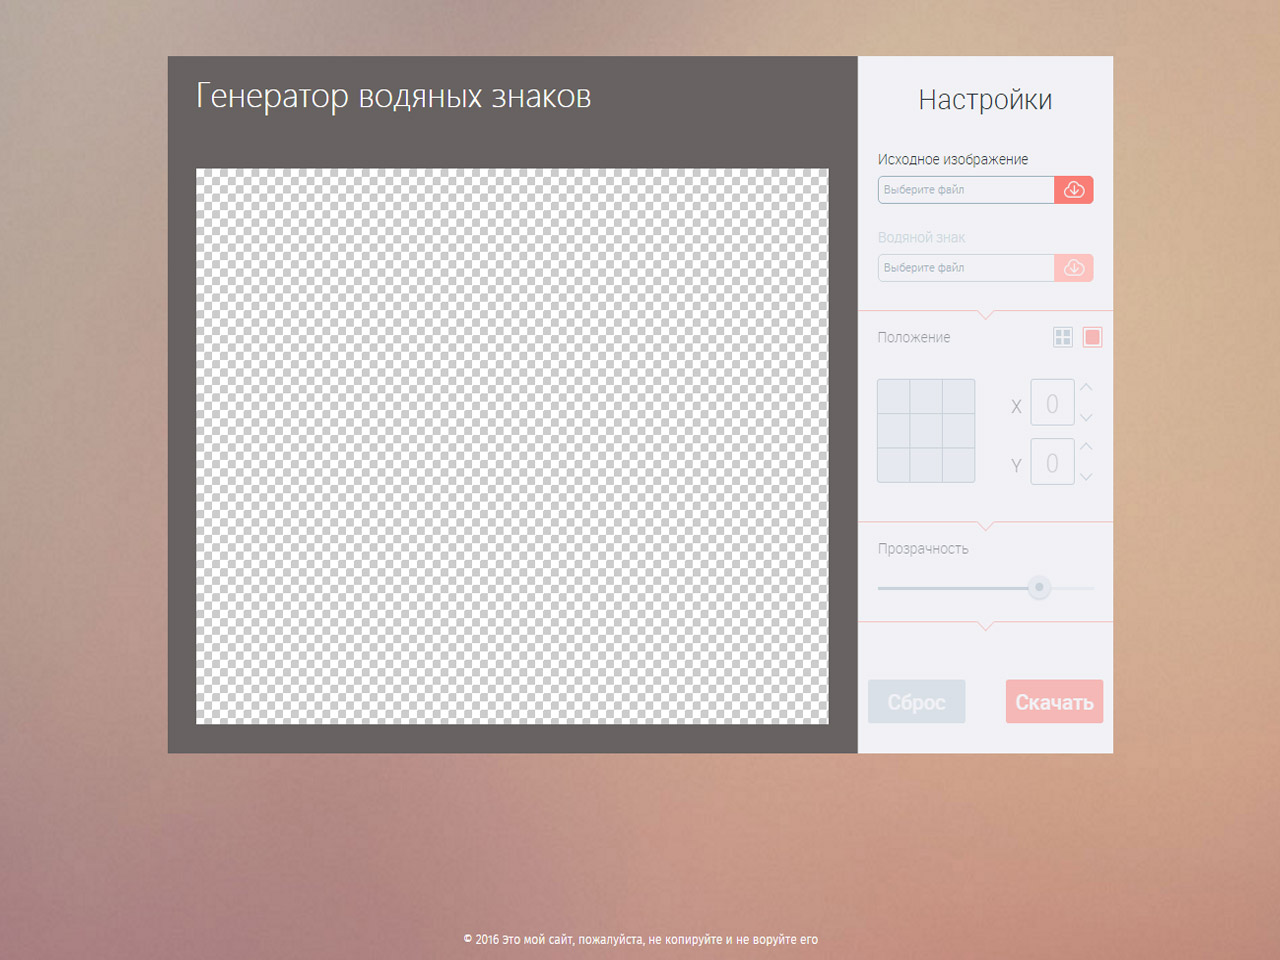 Генератор водяных знаков
Настройки
Исходное изображение
Выберите файл
Водяной знак
Выберите файл
Положение
X 0
Y 0
Прозрачность
Сброс
Скачать
© 2016 Это мой сайт, пожалуйста, не копируйте и не воруйте его